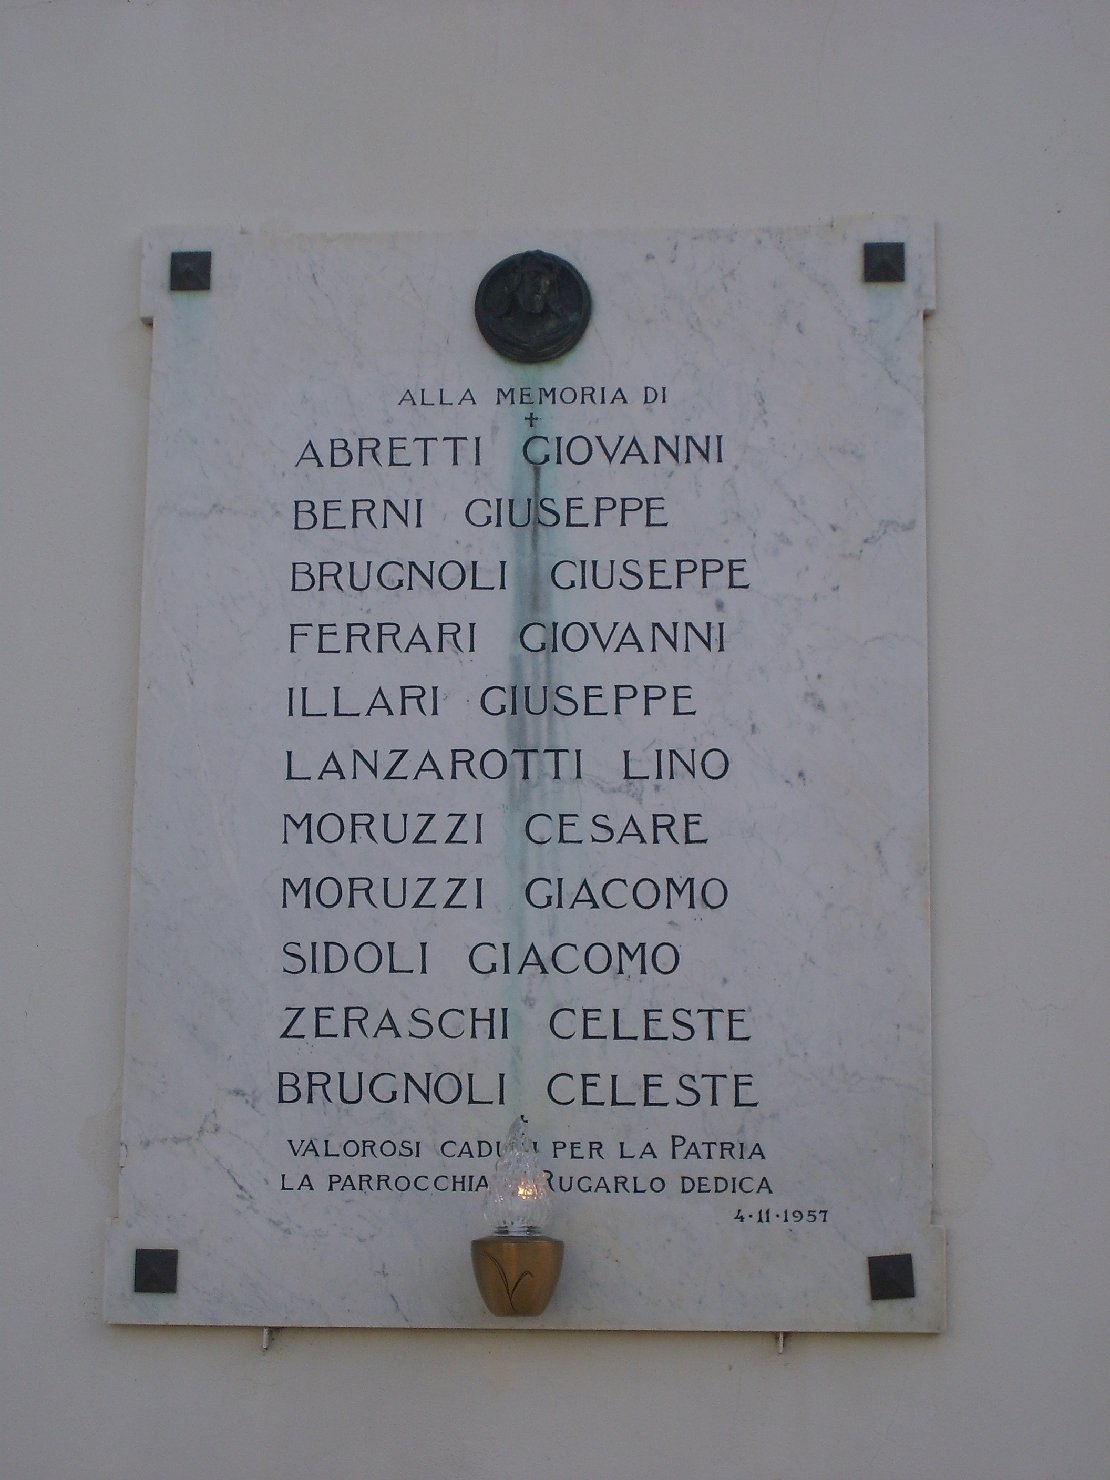 ALLA MEMORIA DI
ABRETTI GIOVANNI
BERNI GIUSEPPE
BRUGNOLI GIUSEPPE
FERRARI GIOVANNI
ILLARI GIUSEPPE
LANZAROTTI LINO
MORUZZI CESARE
MORUZZI GIACOMO
SIDOLI GIACOMO
ZERASCHI CELESTE
BRUGNOLI CELESTE
VALOROSI PER LA PATRIA
LA PARROCCHIA RUGARLO DEDICA
4·11·1957